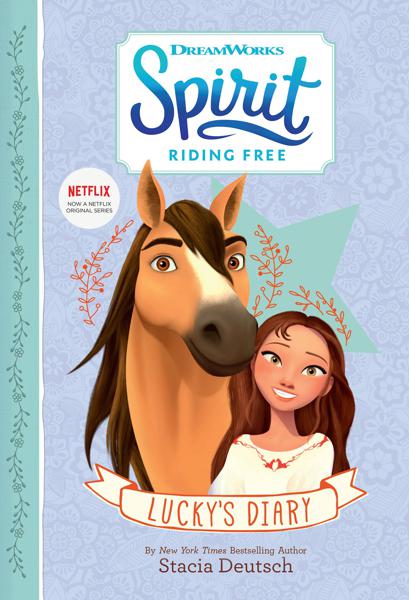 DREAMWORKS
Spirit
RIDING FREE
NETFLIX
NOW A NETFLIX
ORIGINAL SERIES
LUCKY'S DIARY
By New York Times Bestselling Author
Stacia Deutsch